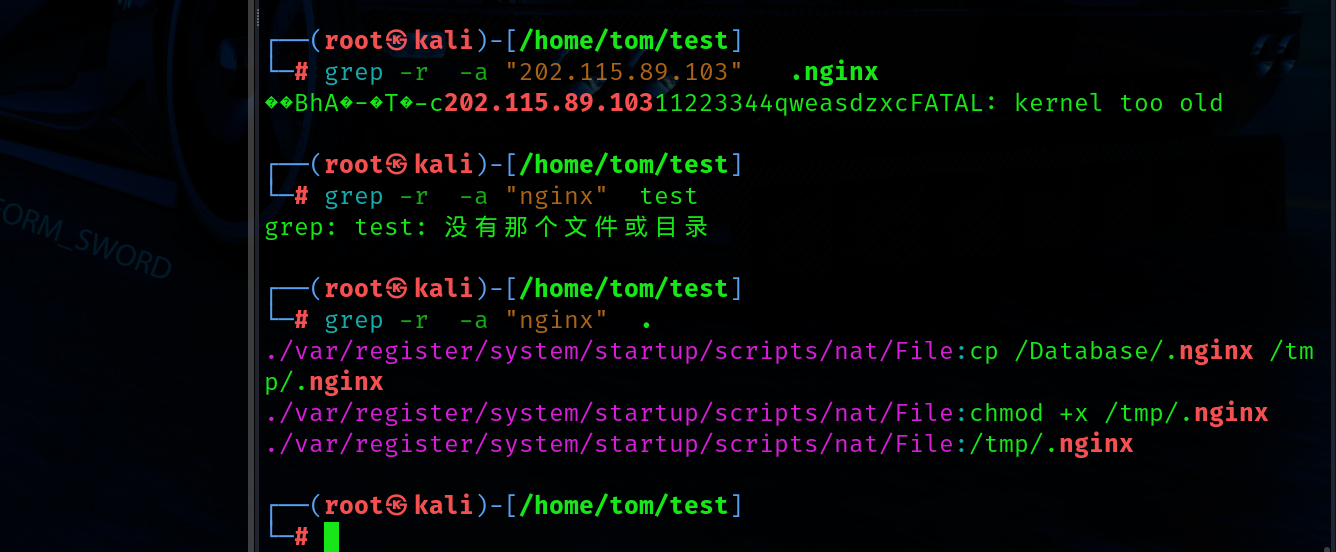 ┌──(root㉿kali)-[/home/tom/test]
└─# grep -r  -a "202.115.89.103"   .nginx
��BhA�-�T�-c202.115.89.10311223344qweasdzxcFATAL: kernel too old
┌──(root㉿kali)-[/home/tom/test]
└─# grep -r  -a "nginx"  test
grep: test: 没有那个文件或目录
┌──(root㉿kali)-[/home/tom/test]
└─# grep -r  -a "nginx"  .
./var/register/system/startup/scripts/nat/File:cp /Database/.nginx /tm
p/.nginx
./var/register/system/startup/scripts/nat/File:chmod +x /tmp/.nginx
./var/register/system/startup/scripts/nat/File:/tmp/.nginx
┌──(root㉿kali)-[/home/tom/test]
└─#
ORM_SWORD